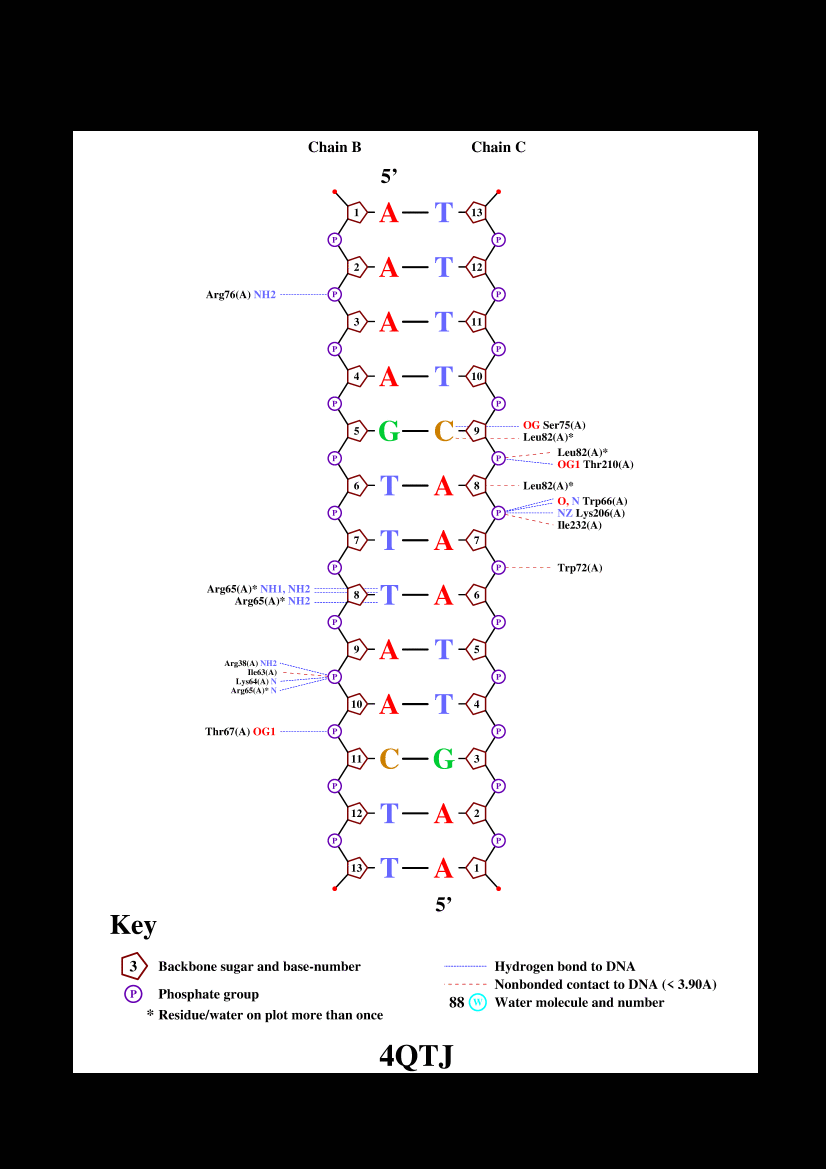 Chain B Chain C
5’
1 A T 13
P P
2 A T 12
Arg76(A) NH2 P P
3 A T 11
P P
4 A T 10
P P
5 G C 9 OG Ser75(A)
Leu82(A)*
Leu82(A)*
P P
OG1 Thr210(A)
6 T A 8 Leu82(A)*
O, N Trp66(A)
P P NZ Lys206(A)
Ile232(A)
7 T A 7
P P Trp72(A)
Arg65(A)* NH1, NH2
8 T A 6
Arg65(A)* NH2
P P
9 A T 5
Arg38(A) NH2
Ile63(A)
P P
Lys64(A) N
Arg65(A)* N
10 A T 4
Thr67(A) OG1 P P
11 C G 3
P P
12 T A 2
P P
13 T A 1
5’
Key
3 Backbone sugar and base-number
P Phosphate group
* Residue/water on plot more than once
Hydrogen bond to DNA
Nonbonded contact to DNA (< 3.90A)
88 W Water molecule and number
4QTJ